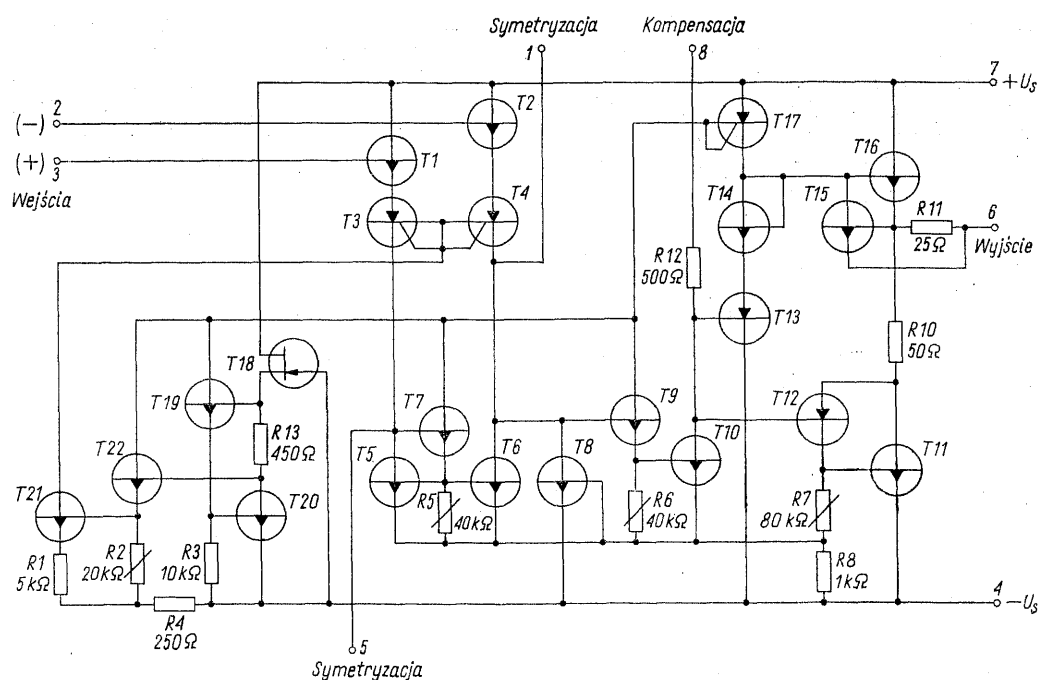 Symetryzacja
Kompensacja
1
8
7
+Us
2
(−)
T2
T17
T16
(+)
3
T1
Wejścia
T3
T4
T14
T15
R11
25Ω
6
Wyjście
R12
500Ω
T13
T18
R10
50Ω
T19
T7
T9
T12
R13
450Ω
T22
T5
T6
T8
T10
T11
T21
T20
R5
40kΩ
R6
40kΩ
R7
80kΩ
R1
5kΩ
R2
20kΩ
R3
10kΩ
R8
1kΩ
4
−Us
R4
250Ω
5
Symetryzacja